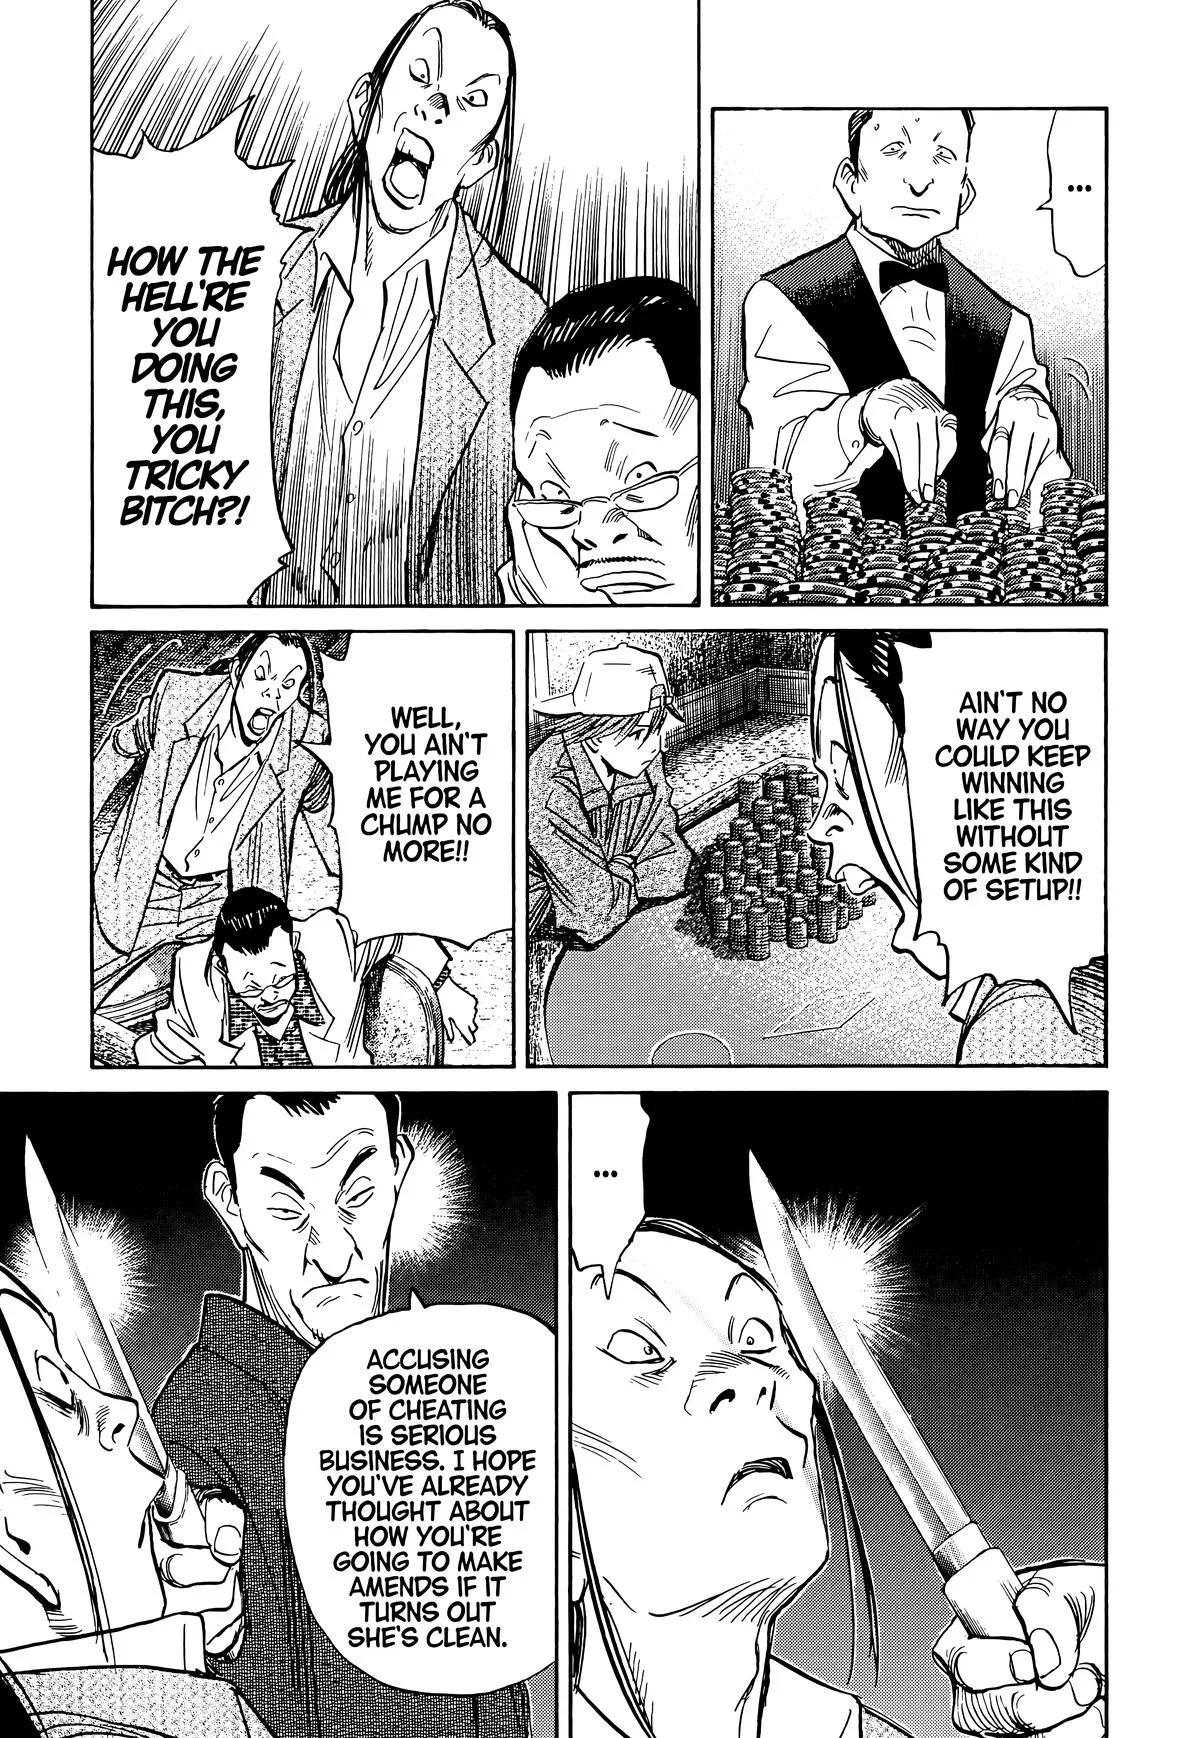 ...
HOW THE
HELL'RE
YOU
DOING
THIS,
YOU
TRICKY
BITCH?!
AIN'T NO
WAY YOU
COULD KEEP
WINNING
LIKE THIS
WITHOUT
SOME KIND
OF SETUP!!
WELL,
YOU AIN'T
PLAYING
ME FOR A
CHUMP NO
MORE!!
...
ACCUSING
SOMEONE
OF CHEATING
IS SERIOUS
BUSINESS. I HOPE
YOU'VE ALREADY
THOUGHT ABOUT
HOW YOU'RE
GOING TO MAKE
AMENDS IF IT
TURNS OUT
SHE'S CLEAN.